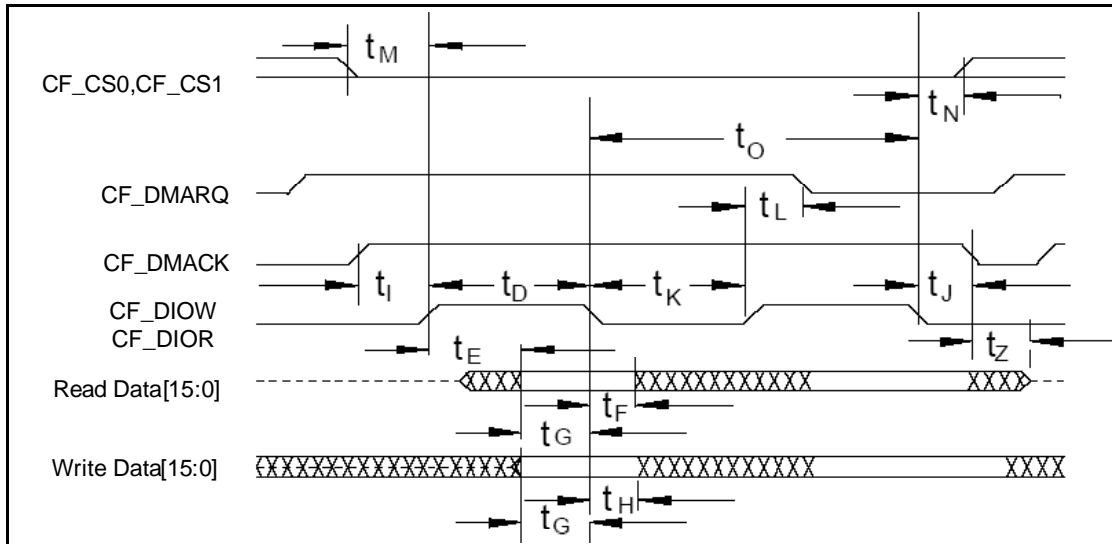 tM
CF_CS0,CF_CS1
tN
tO
CF_DMARQ
tL
CF_DMACK
tI
tD
tK
tJ
CF_DIOW
CF_DIOR
tE
tZ
Read Data[15:0]
tF
tG
Write Data[15:0]
tH
tG